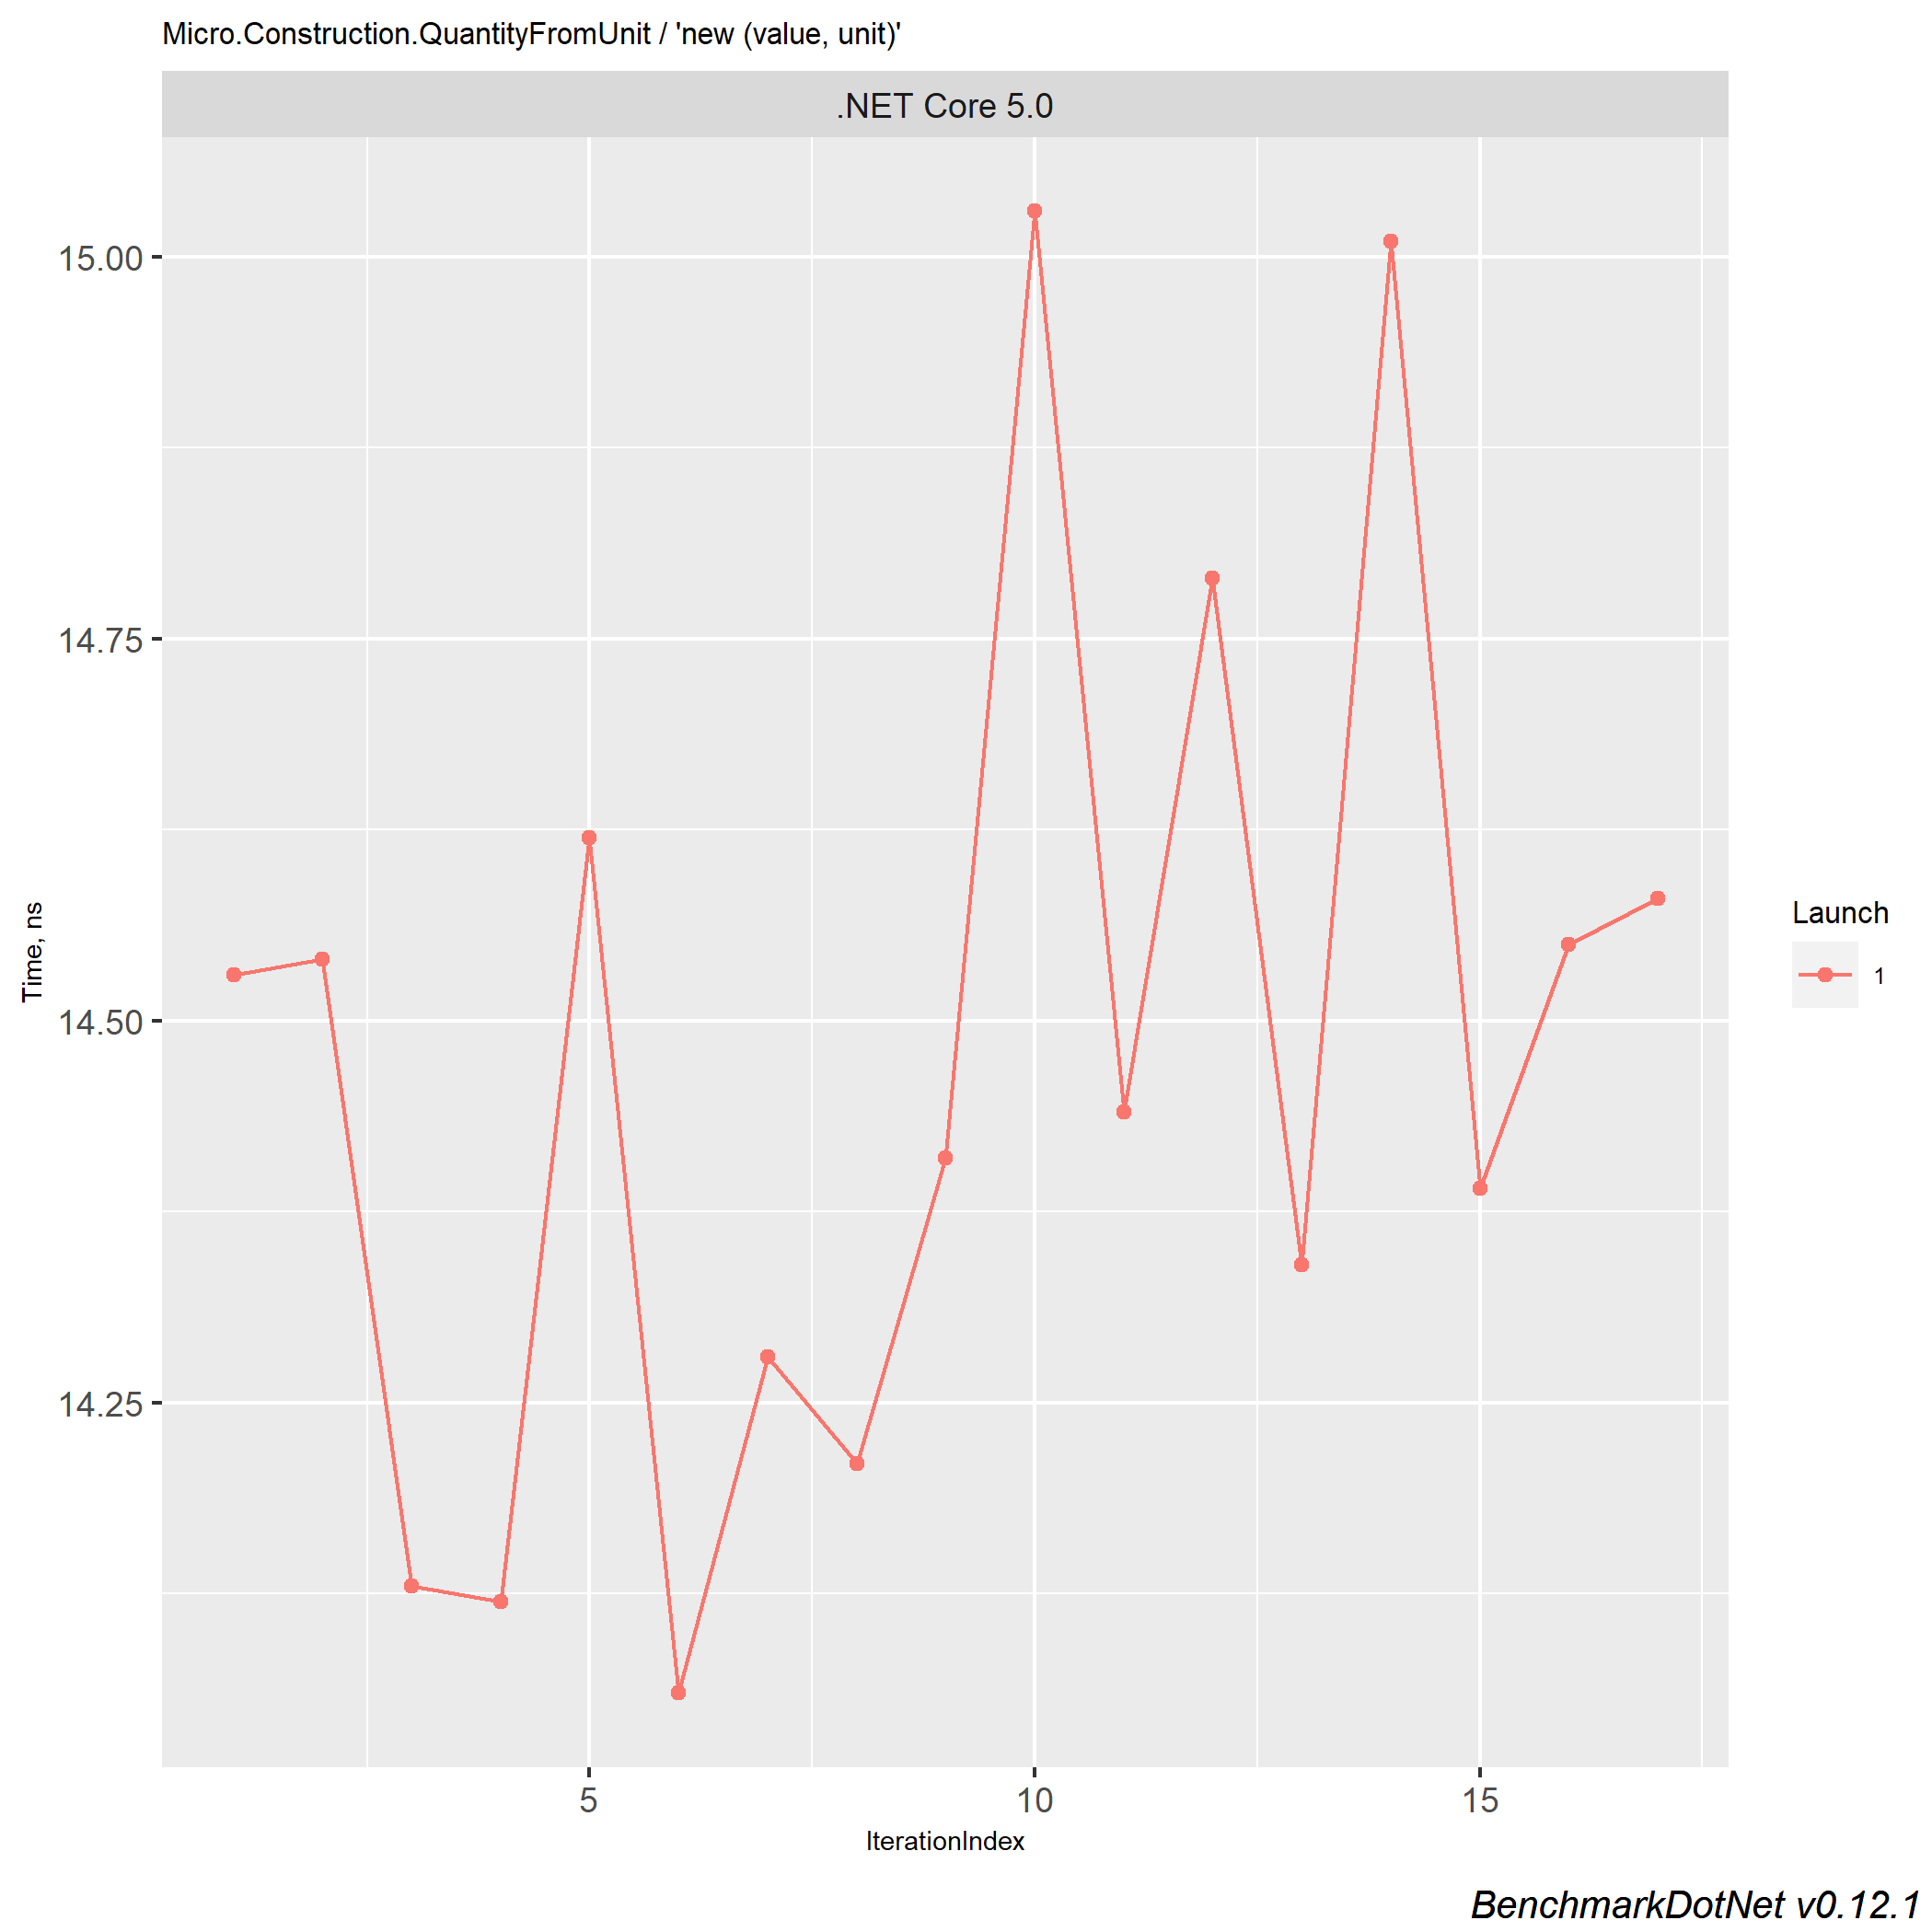 Micro.Construction.QuantityFromUnit / 'new (value, unit)'
.NET Core 5.0
15.00
14.75
14.50
14.25
Time, ns
5
10
15
IterationIndex
Launch
1
BenchmarkDotNet v0.12.1